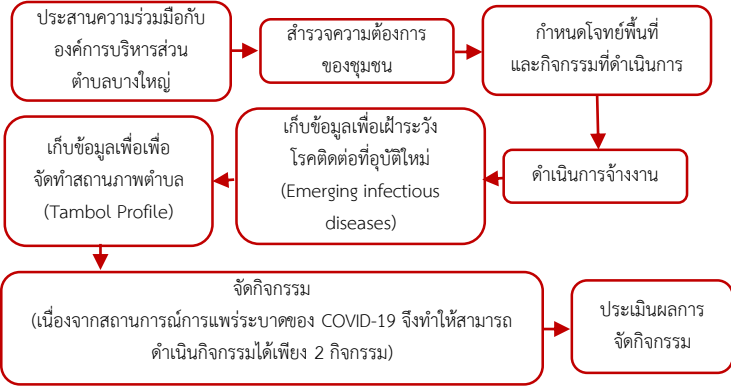 ประสานความร่วมมือกับ
องค์การบริหารส่วน
ตำบลบางใหญ่
สำรวจความต้องการ
ของชุมชน
กำหนดโจทย์พื้นที่
และกิจกรรมที่ดำเนินการ
ดำเนินการจ้างงาน
เก็บข้อมูลเพื่อเฝ้าระวัง
โรคติดต่อที่อุบัติใหม่
(Emerging infectious
diseases)
เก็บข้อมูลเพื่อเพื่อ
จัดทำสถานภาพตำบล
(Tambol Profile)
จัดกิจกรรม
(เนื่องจากสถานการณ์การแพร่ระบาดของ COVID-19 จึงทำให้สามารถ
ดำเนินกิจกรรมได้เพียง 2 กิจกรรม)
ประเมินผลการ
จัดกิจกรรม